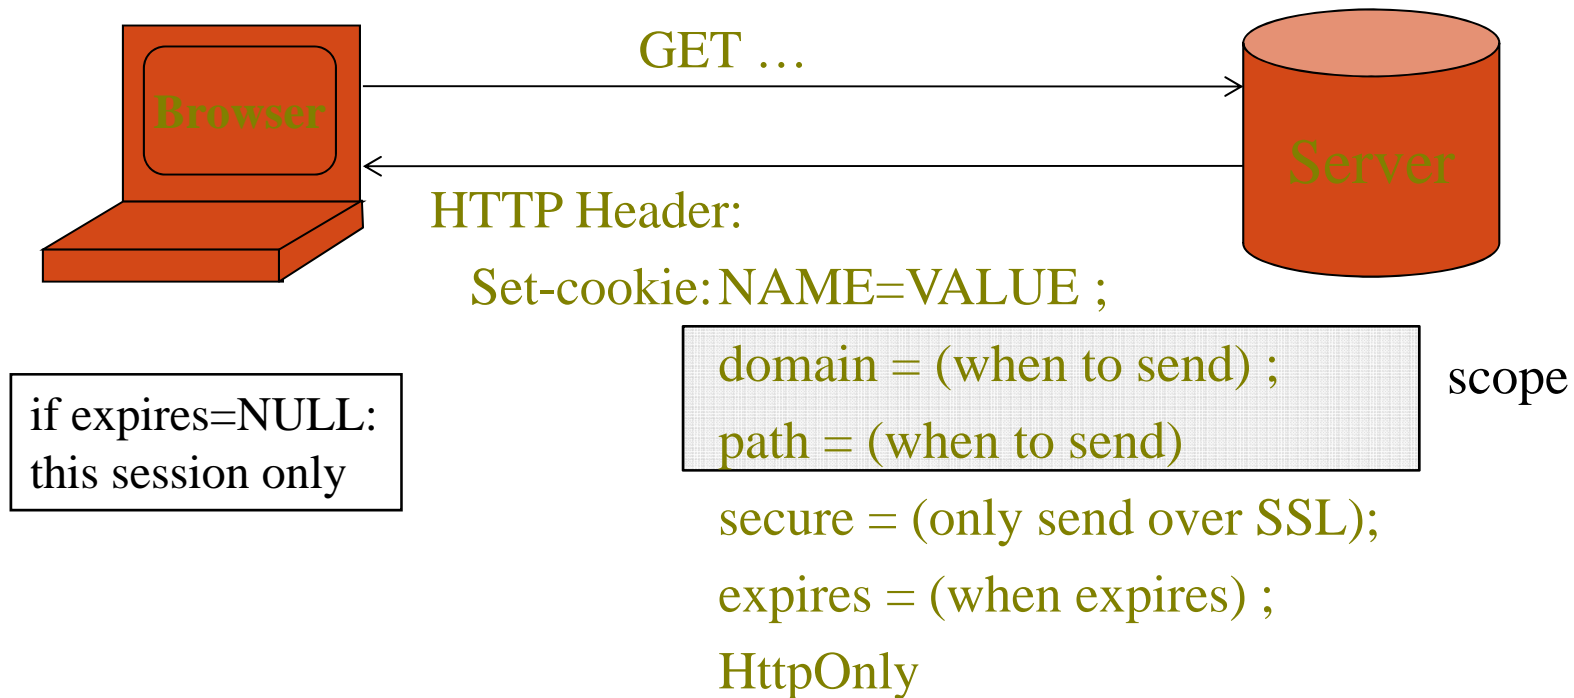 GET …
Browser
Server
HTTP Header:
Set-cookie: NAME=VALUE ;
domain = (when to send) ;
scope
path = (when to send)
if expires=NULL:
this session only
secure = (only send over SSL);
expires = (when expires) ;
HttpOnly